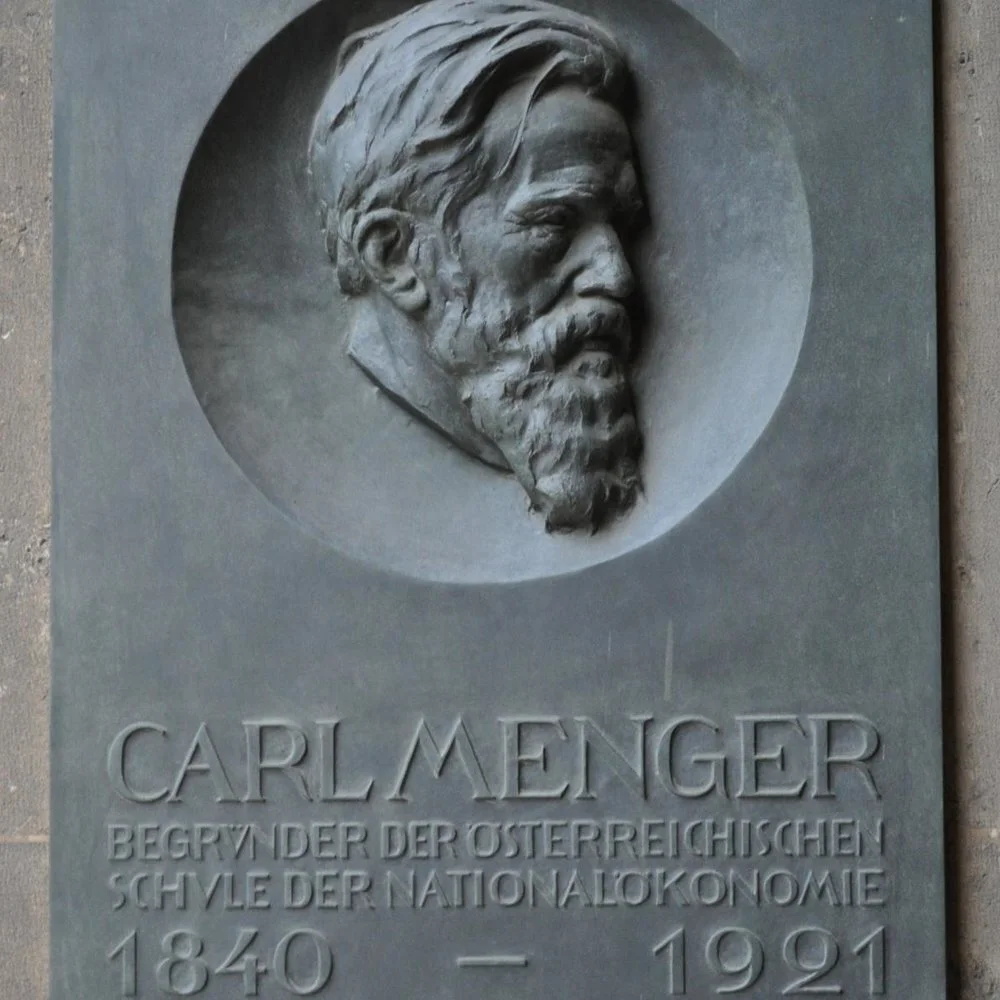 CARL MENGER
BEGRVNDER DER ÖSTERREICHISCHEN
SCHVLE DER NATIONALÖKONOMIE
1840 — 1921